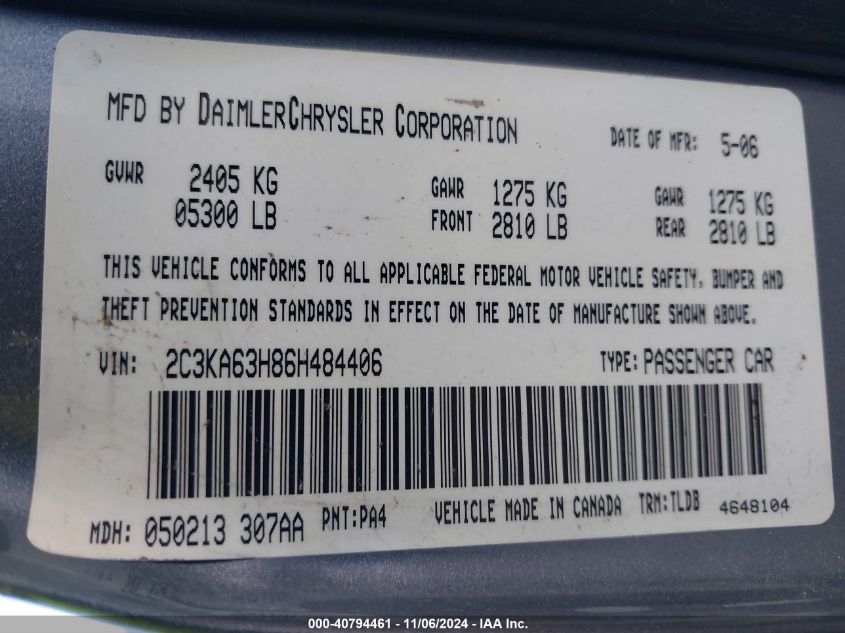 MFD BY DAIMLERCHRYSLER CORPORATION DATE OF MFR: 5-06
GVWR 2405 KG GAWR 1275 KG GAWR 1275 KG
05300 LB FRONT 2810 LB REAR 2810 LB
THIS VEHICLE CONFORMS TO ALL APPLICABLE FEDERAL MOTOR VEHICLE SAFETY, BUMPER AND
THEFT PREVENTION STANDARDS IN EFFECT ON THE DATE OF MANUFACTURE SHOWN ABOVE.
VIN: 2C3KA63H86H484406 TYPE: PASSENGER CAR
MDH: 050213 307AA PNT:PA4 VEHICLE MADE IN CANADA TRM:TLDB 4648104
000-40794461 - 11/06/2024 - IAA Inc.